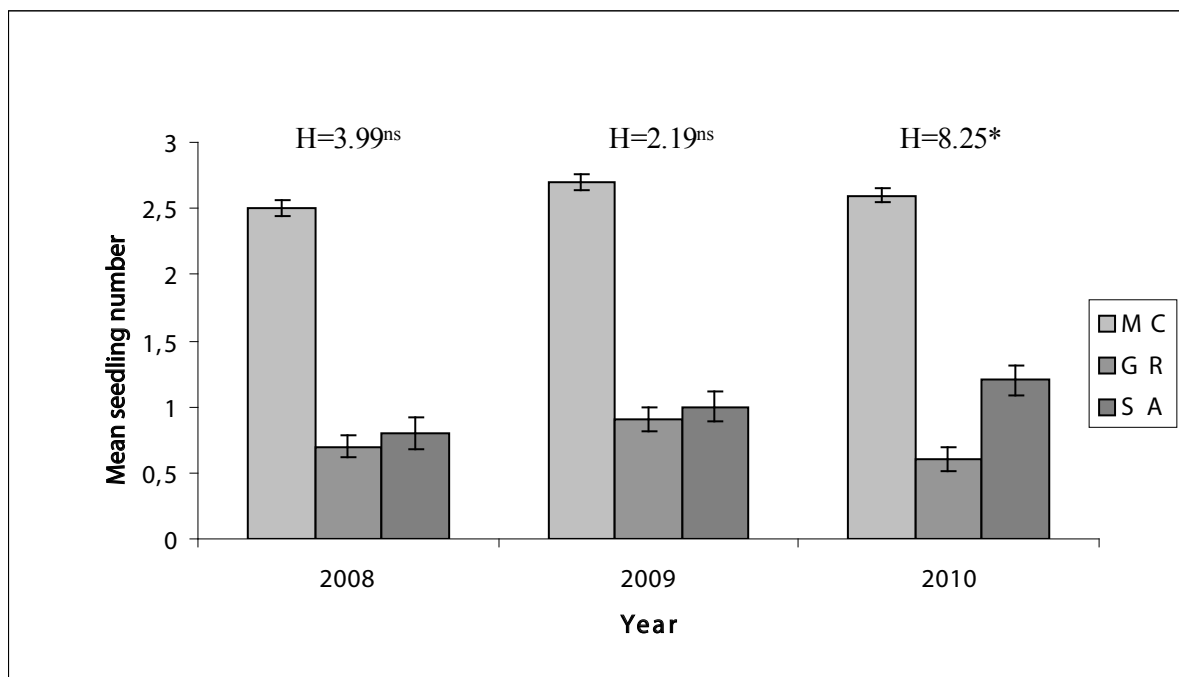 H=3.99ns H=2.19ns H=8.25*
3
2,5
2
1,5
1
0,5
0
Mean seedling number
2008 2009 2010
Year
M C
G R
S A